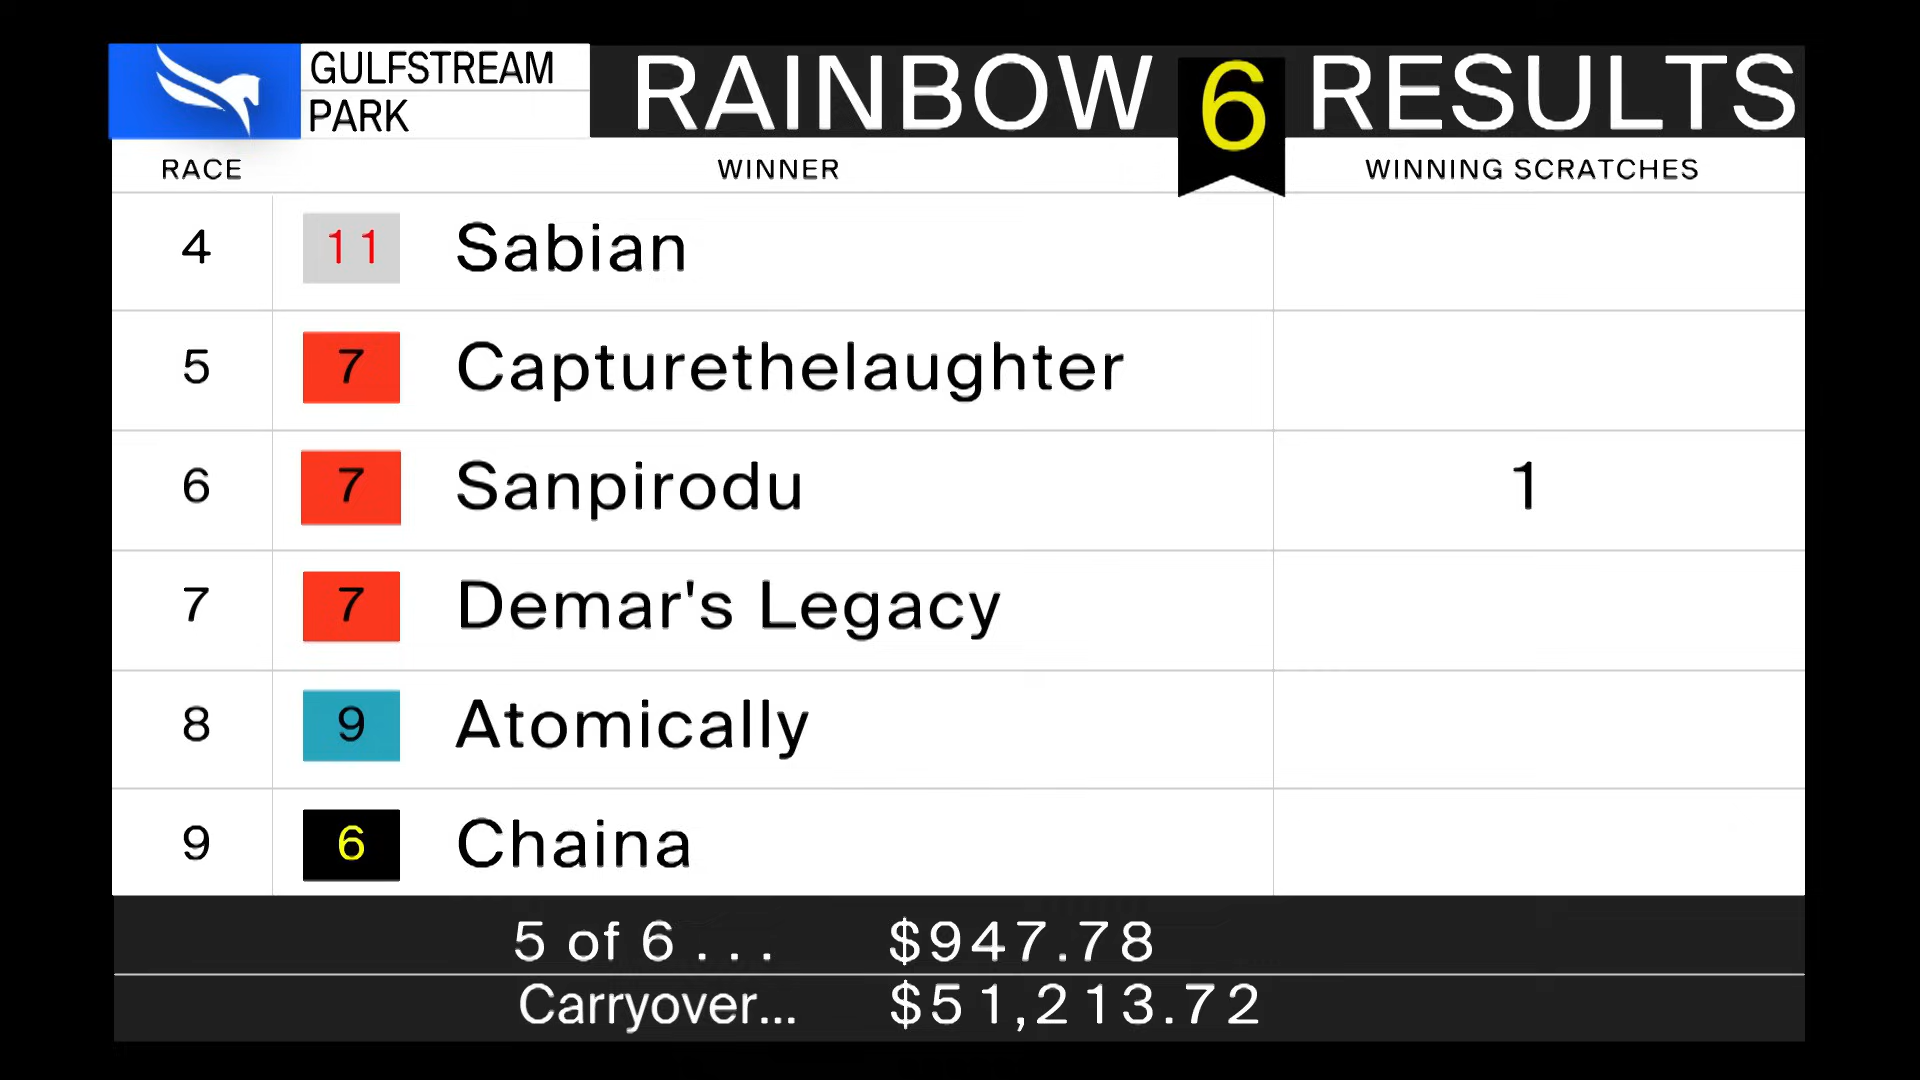 GULFSTREAM
PARK
RAINBOW 6 RESULTS
RACE WINNER WINNING SCRATCHES
4 11 Sabian
5 7 Capturethelaughter
6 7 Sanpirodu 1
7 7 Demar's Legacy
8 9 Atomically
9 6 Chaina
5 of 6 . . . $947.78
Carryover... $51,213.72